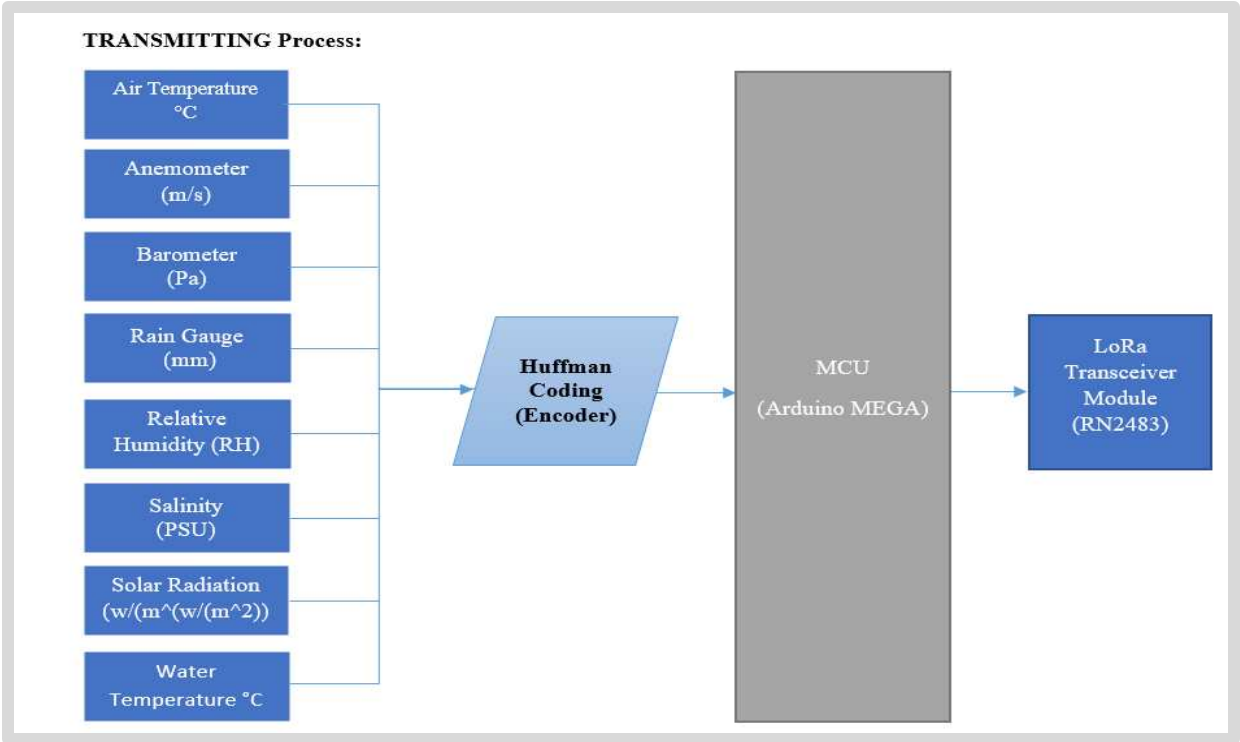 TRANSMITTING Process:
Air Temperature
°C
Anemometer
(m/s)
Barometer
(Pa)
Rain Gauge
(mm)
Relative
Humidity (RH)
Salinity
(PSU)
Solar Radiation
(w/(m^(w/(m^2))
Water
Temperature °C
Huffman
Coding
(Encoder)
MCU
(Arduino MEGA)
LoRa
Transceiver
Module
(RN2483)